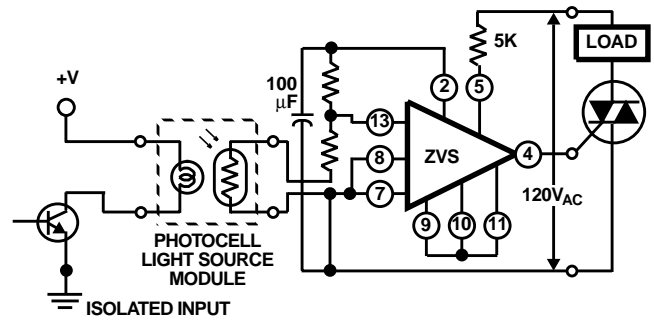 5K
LOAD
100
µF
+V
2
5
13
8
ZVS
4
7
120VAC
9
10
11
PHOTOCELL
LIGHT SOURCE
MODULE
ISOLATED INPUT